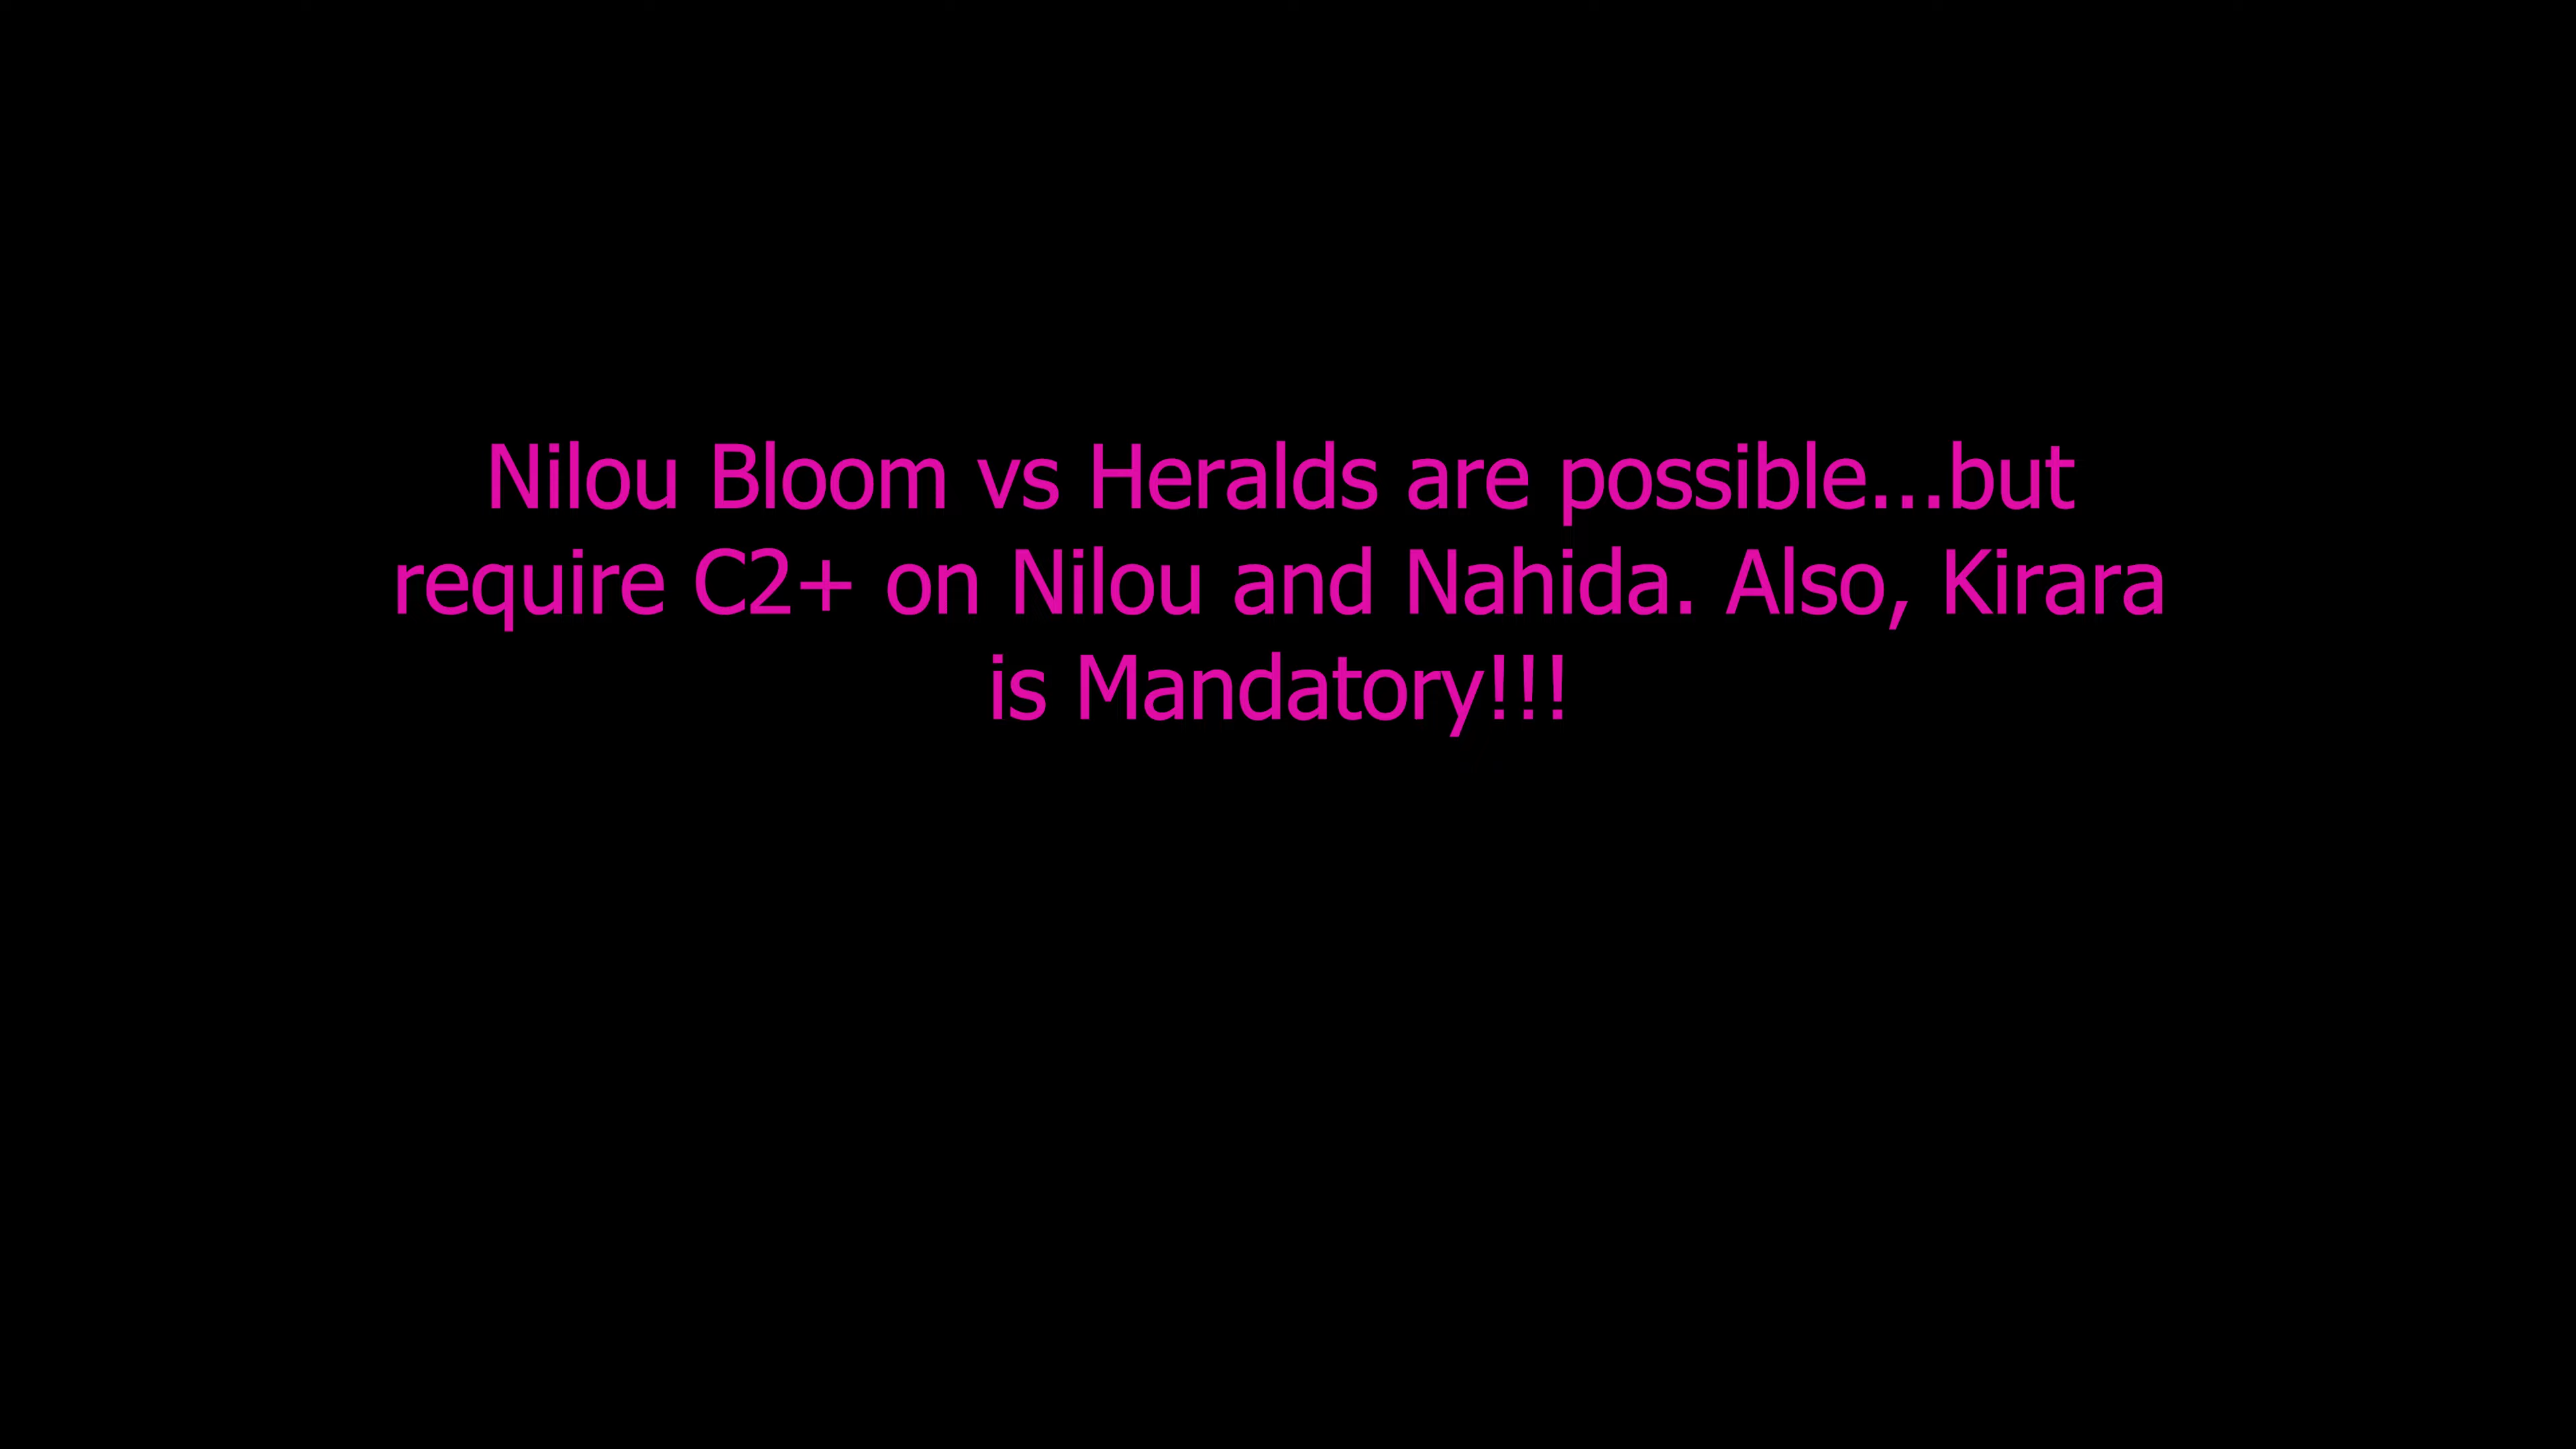 Nilou Bloom vs Heralds are possible...but
require C2+ on Nilou and Nahida. Also, Kirara
is Mandatory!!!